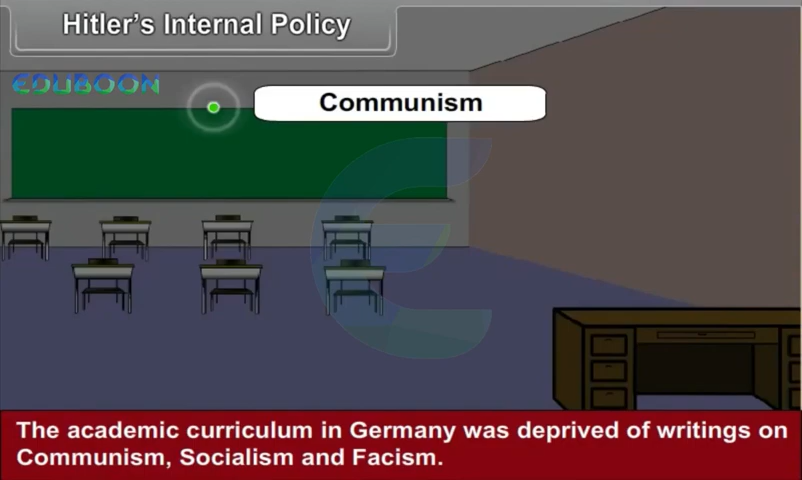 Hitler's Internal Policy
EDUBOON
Communism
The academic curriculum in Germany was deprived of writings on
Communism, Socialism and Facism.